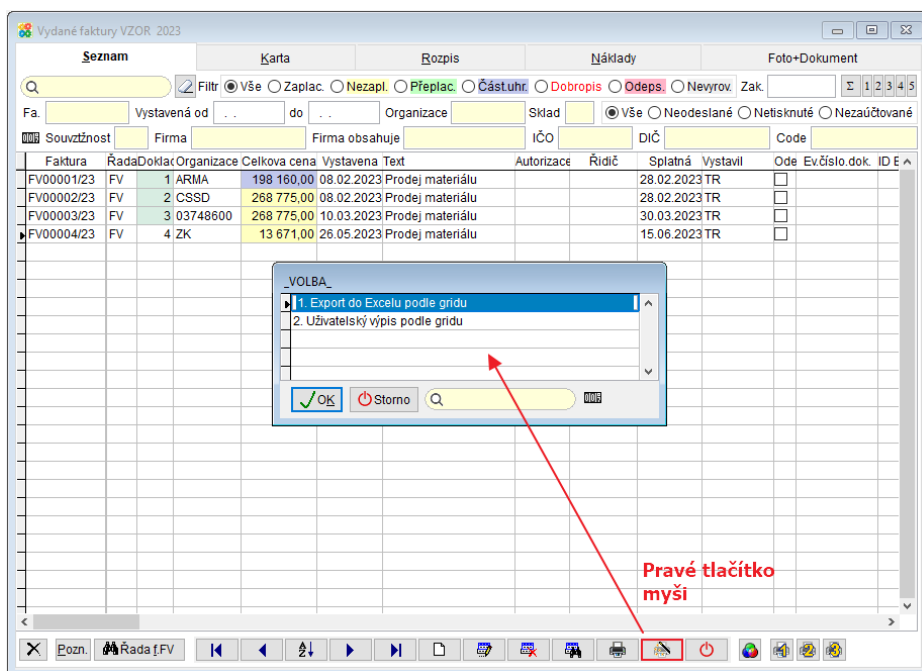 Vydané faktury VZOR 2023
Seznam Karta Rozpis Náklady Foto+Dokument
Filtr Vše Zaplac. Nezapl. Přeplac. Část.uhr. Dobropis Odeps. Nevyrov. Zak. Σ 1 2 3 4 5
Fa. Vystavená od . . do . . Organizace Sklad Vše Neodeslané Netisknuté Nezaúčtované
Souvztžnost Firma Firma obsahuje IČO DIČ Code
Faktura Řada Doklac Organizace Celkova cena Vystavena Text Autorizace Řidič Splatná Vystavil Ode Ev.číslo.dok. ID E
FV00001/23 FV 1 ARMA 198 160,00 08.02.2023 Prodej materiálu 28.02.2023 TR
FV00002/23 FV 2 CSSD 268 775,00 08.02.2023 Prodej materiálu 28.02.2023 TR
FV00003/23 FV 3 03748600 268 775,00 10.03.2023 Prodej materiálu 30.03.2023 TR
FV00004/23 FV 4 ZK 13 671,00 26.05.2023 Prodej materiálu 15.06.2023 TR
_VOLBA_
1. Export do Excelu podle gridu
2. Uživatelský výpis podle gridu
OK Storno
Pravé tlačítko
myši
Pozn. Řada f.FV